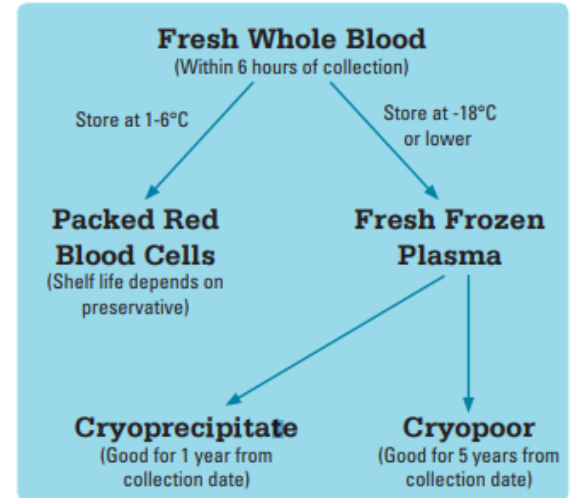 Fresh Whole Blood
(Within 6 hours of collection)
Store at 1-6°C
Store at -18°C
or lower
Packed Red
Blood Cells
(Shelf life depends on
preservative)
Fresh Frozen
Plasma
Cryoprecipitate
(Good for 1 year from
collection date)
Cryopoor
(Good for 5 years from
collection date)